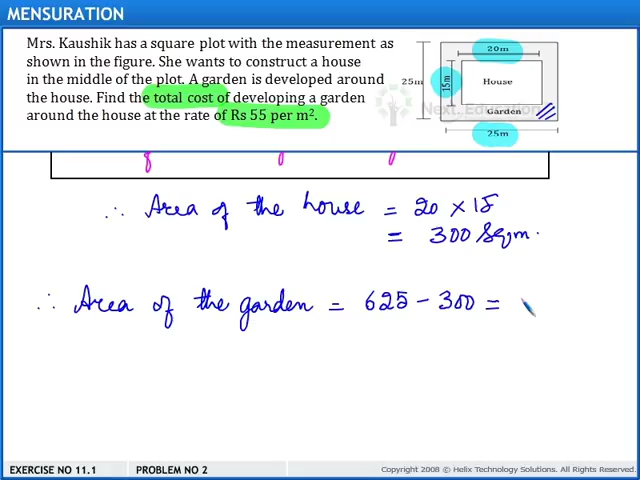 MENSURATION
Mrs. Kaushik has a square plot with the measurement as
shown in the figure. She wants to construct a house
in the middle of the plot. A garden is developed around
the house. Find the total cost of developing a garden
around the house at the rate of Rs 55 per m².
20m
25m
15m
House
Next Education
Garden
25m
∴ Area of the house = 20 × 15
= 300 Sqm.
∴ Area of the garden = 625 - 300 =
EXERCISE NO 11.1
PROBLEM NO 2
Copyright 2008 © Helix Technology Solutions. All Rights Reserved.